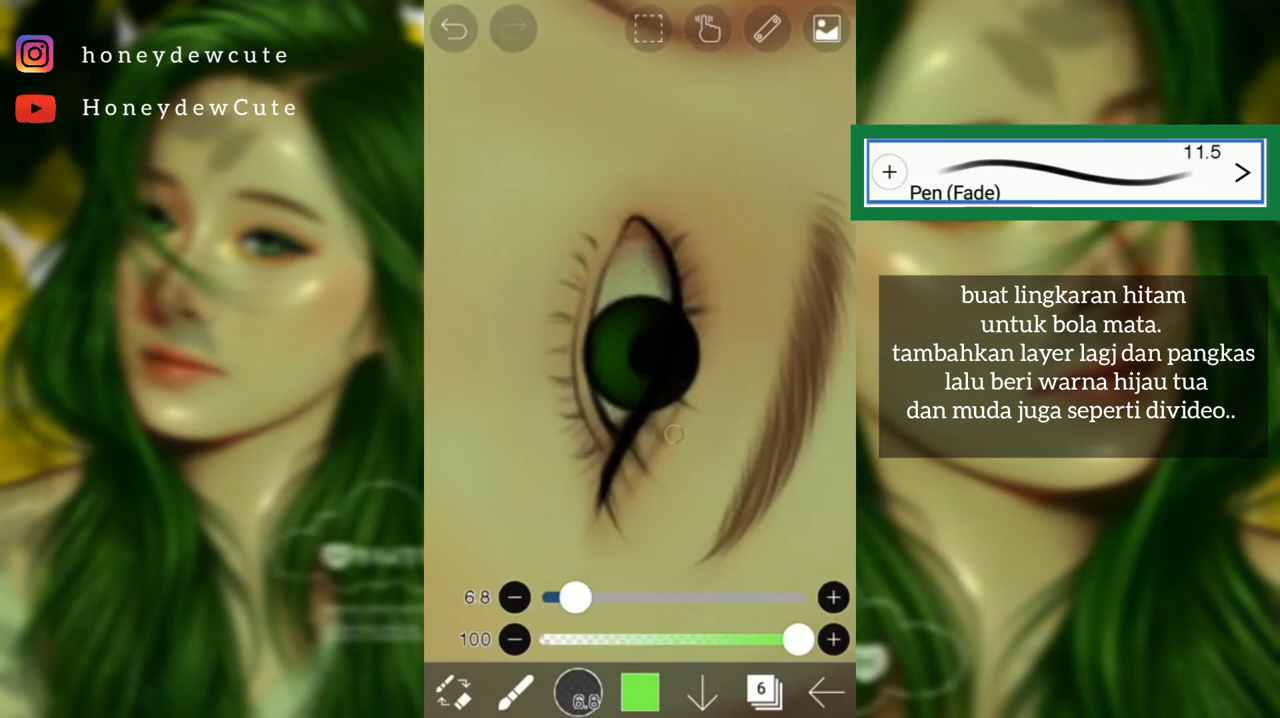 honeydewcute
HoneydewCute
11.5
Pen (Fade)
buat lingkaran hitam
untuk bola mata.
tambahkan layer lagj dan pangkas
lalu beri warna hijau tua
dan muda juga seperti divideo..
6.8
100
6.8
6